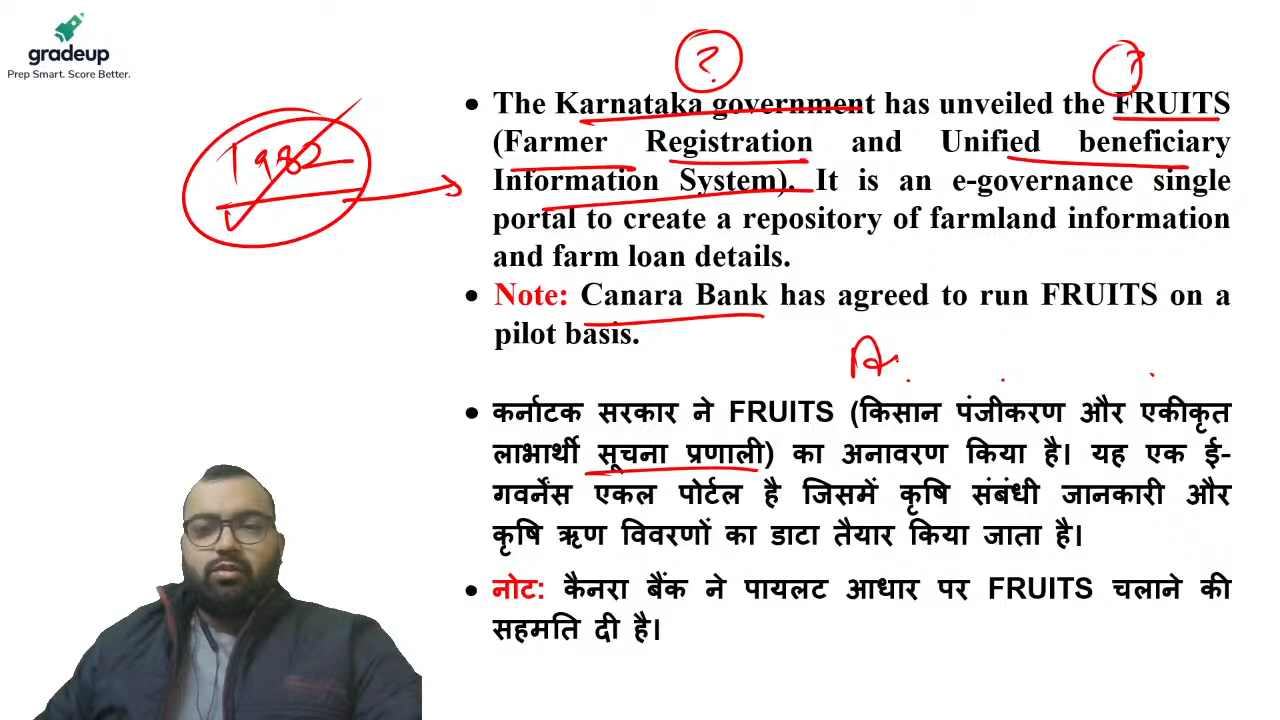 gradeup
Prep Smart. Score Better.
?
?
1982
• The Karnataka government has unveiled the FRUITS
(Farmer Registration and Unified beneficiary
Information System). It is an e-governance single
portal to create a repository of farmland information
and farm loan details.
• Note: Canara Bank has agreed to run FRUITS on a
pilot basis.
A
• कर्नाटक सरकार ने FRUITS (किसान पंजीकरण और एकीकृत
लाभार्थी सूचना प्रणाली) का अनावरण किया है। यह एक ई-
गवर्नेंस एकल पोर्टल है जिसमें कृषि संबंधी जानकारी और
कृषि ऋण विवरणों का डाटा तैयार किया जाता है।
• नोट: कैनरा बैंक ने पायलट आधार पर FRUITS चलाने की
सहमति दी है।